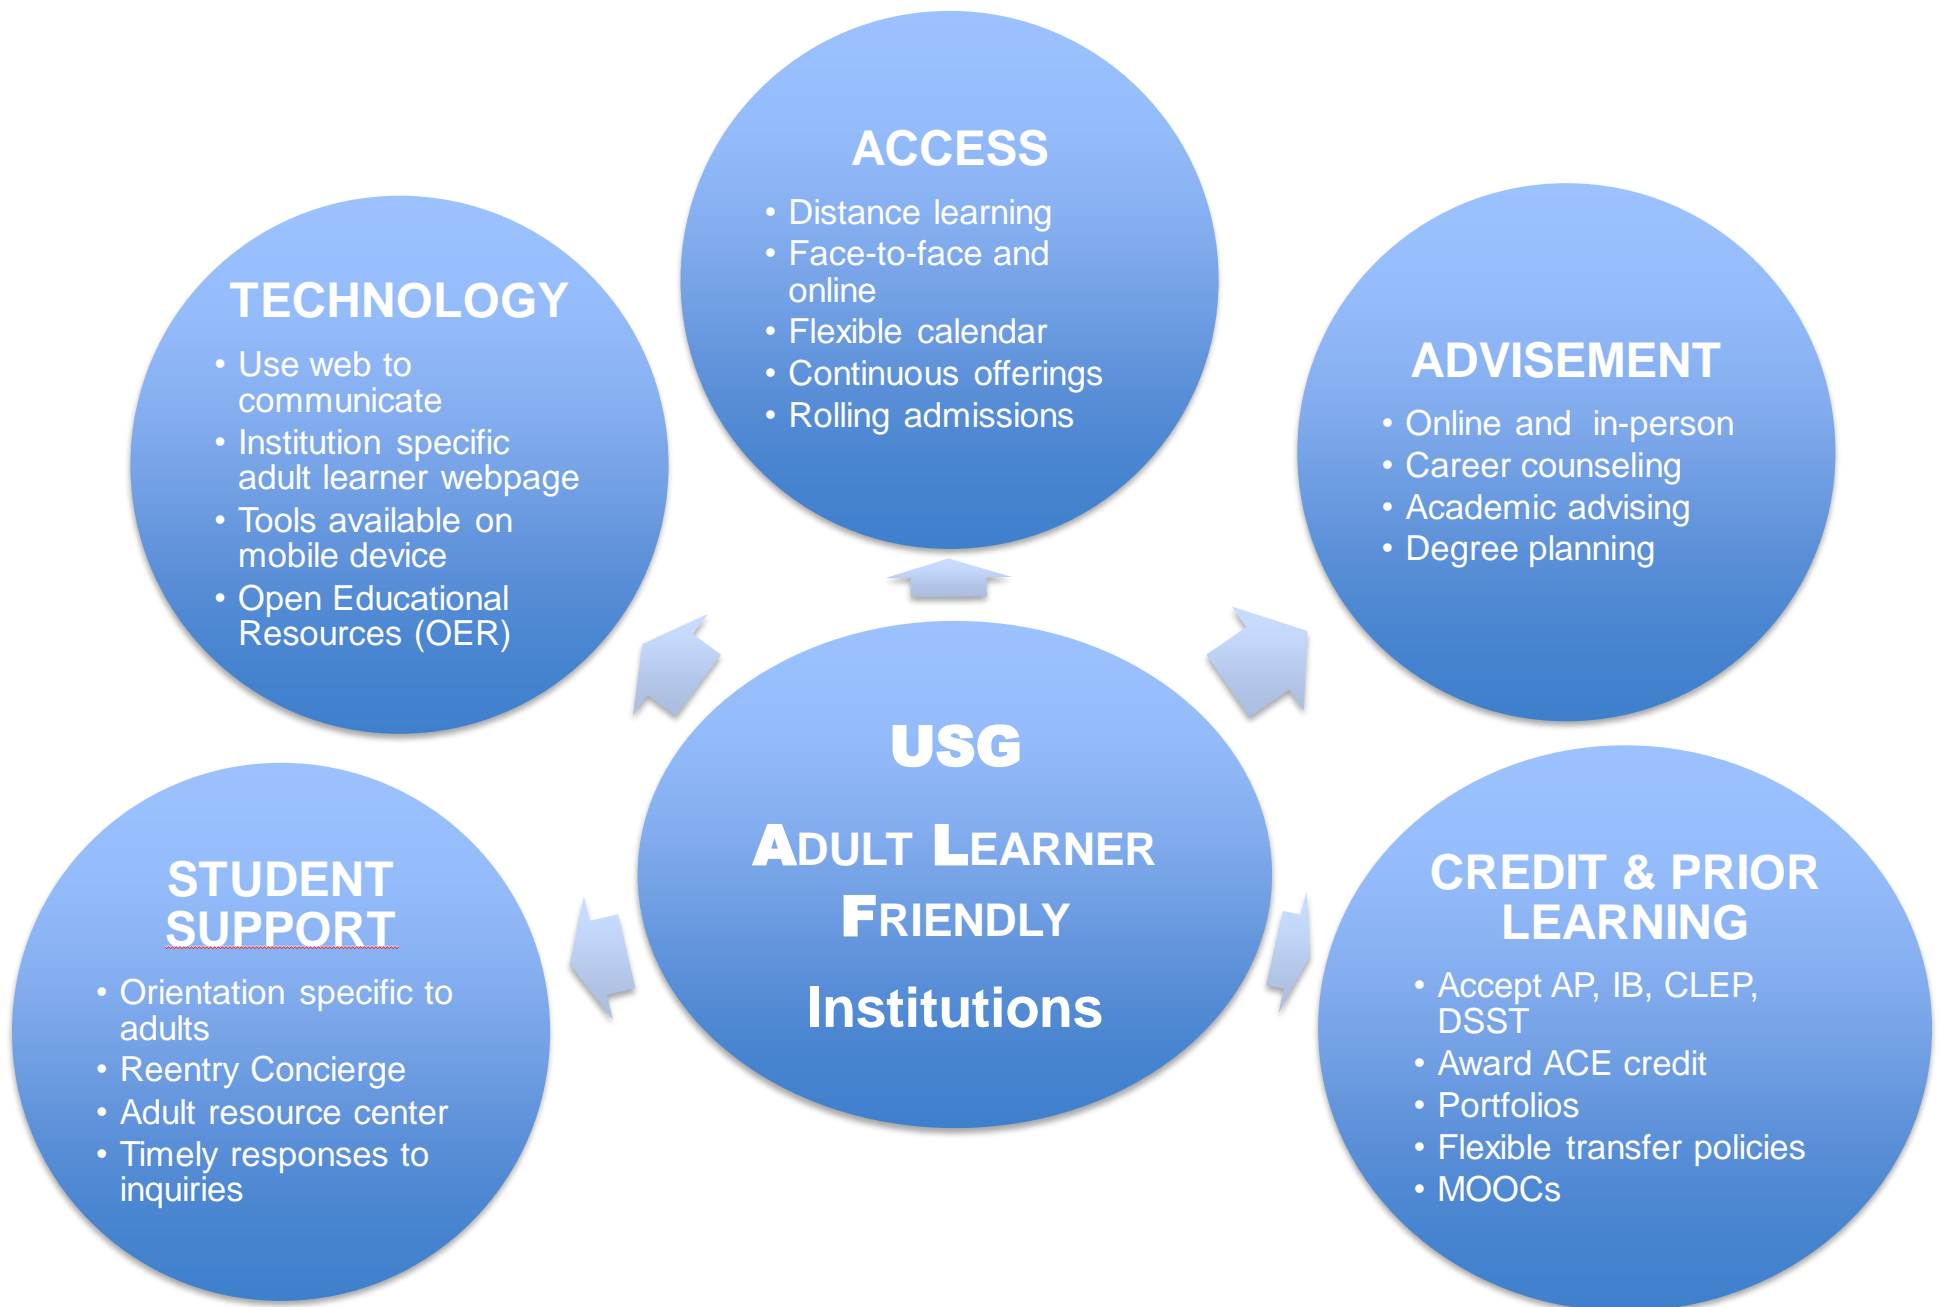 ACCESS
• Distance learning
• Face-to-face and
online
• Flexible calendar
• Continuous offerings
• Rolling admissions
TECHNOLOGY
• Use web to
communicate
• Institution specific
adult learner webpage
• Tools available on
mobile device
• Open Educational
Resources (OER)
ADVISEMENT
• Online and in-person
• Career counseling
• Academic advising
• Degree planning
USG
ADULT LEARNER
FRIENDLY
Institutions
STUDENT
SUPPORT
• Orientation specific to
adults
• Reentry Concierge
• Adult resource center
• Timely responses to
inquiries
CREDIT & PRIOR
LEARNING
• Accept AP, IB, CLEP,
DSST
• Award ACE credit
• Portfolios
• Flexible transfer policies
• MOOCs